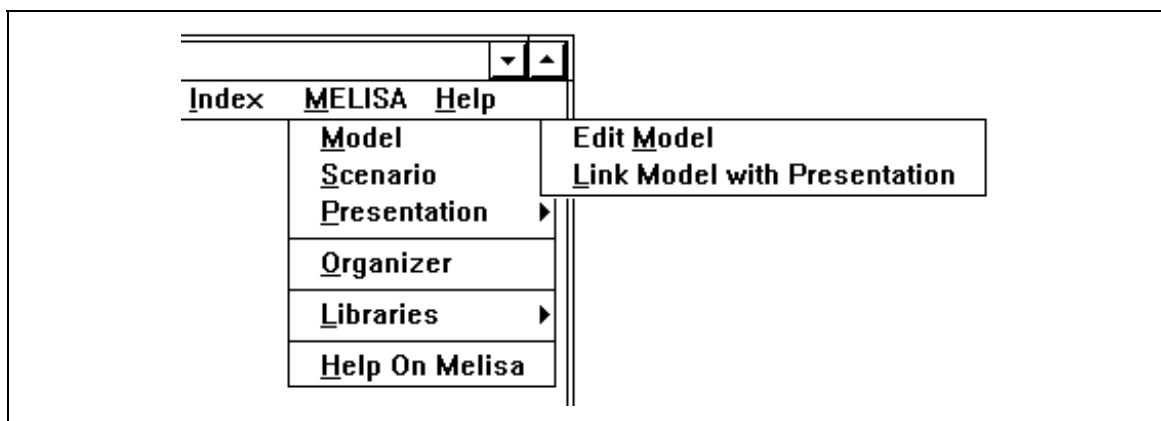 Index MELISA Help
Model Edit Model
Scenario Link Model with Presentation
Presentation
Organizer
Libraries
Help On Melisa